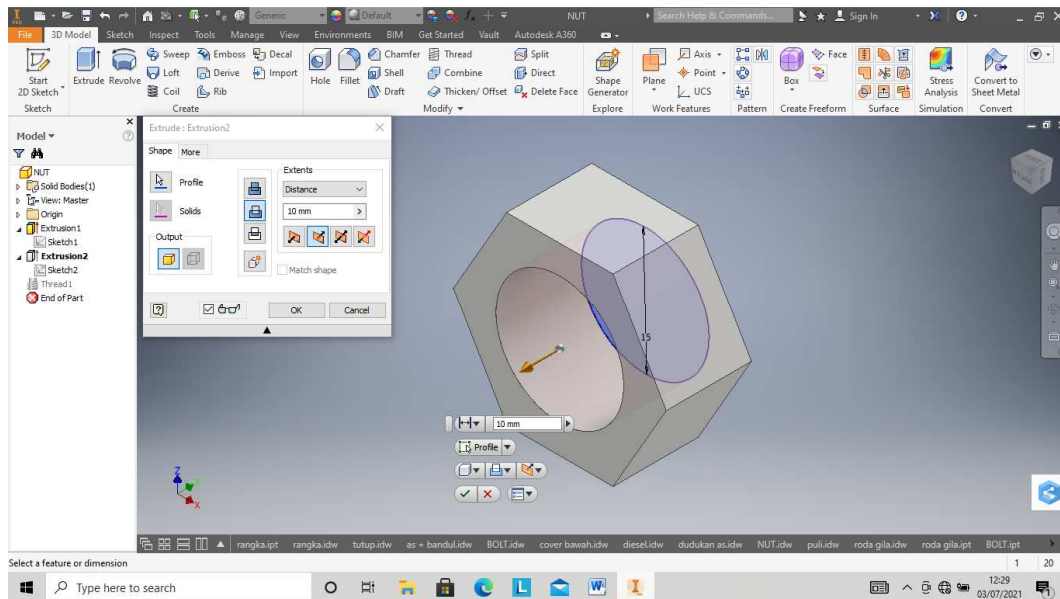 I PRO Generic Default NUT Search Help & Commands... Sign In
File 3D Model Sketch Inspect Tools Manage View Environments BIM Get Started Vault Autodesk A360
Start 2D Sketch Extrude Revolve
Sweep Emboss Decal
Loft Derive Import
Coil Rib
Hole Fillet
Chamfer Thread Split
Shell Combine Direct
Draft Thicken/ Offset Delete Face
Shape Generator
Plane
Axis
Point
UCS
Box
Face
Stress Analysis
Convert to Sheet Metal
Sketch Create Modify Explore Work Features Pattern Create Freeform Surface Simulation Convert
Model
NUT
Solid Bodies(1)
View: Master
Origin
Extrusion1
Sketch1
Extrusion2
Sketch2
Thread1
End of Part
Extrude : Extrusion2
Shape More
Profile
Solids
Output
Extents
Distance
10 mm
Match shape
OK Cancel
15
10 mm
Profile
Z
Y
X
rangka.ipt rangka.idw tutup.idw as + bandul.idw BOLT.idw cover bawah.idw diesel.idw dudukan as.idw NUT.idw puli.idw roda gila.idw roda gila.ipt BOLT.ipt
Select a feature or dimension 1 20
Type here to search
12:29
03/07/2021